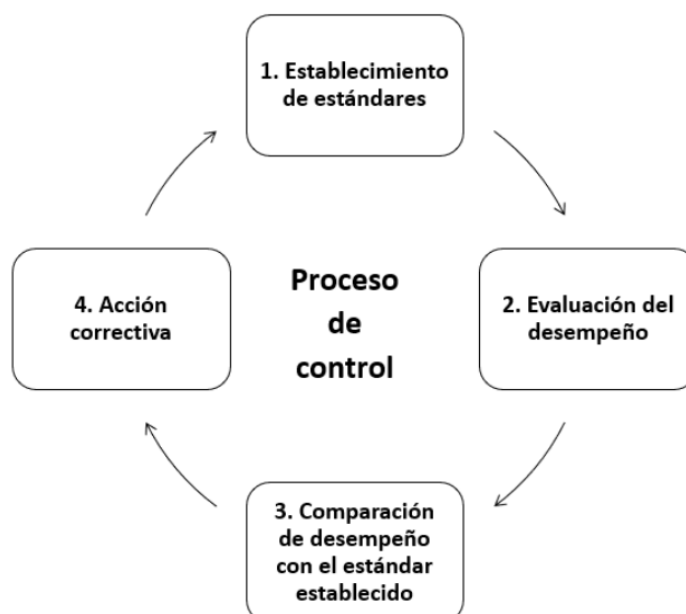 1. Establecimiento
de estándares
2. Evaluación del
desempeño
3. Comparación
de desempeño
con el estándar
establecido
4. Acción
correctiva
Proceso
de
control